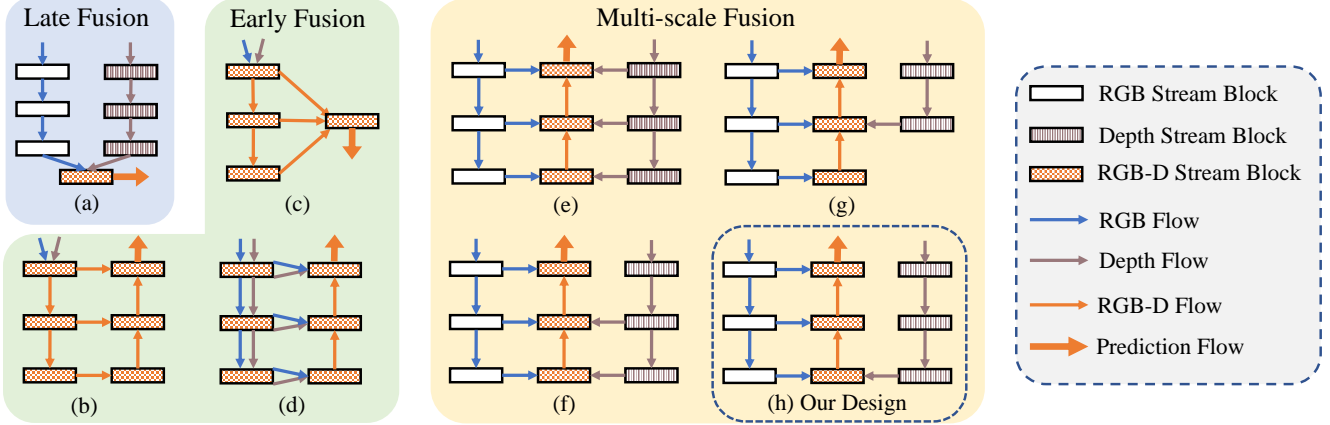 Late Fusion
Early Fusion
Multi-scale Fusion
(a)
(c)
(e)
(g)
(b)
(d)
(f)
(h) Our Design
RGB Stream Block
Depth Stream Block
RGB-D Stream Block
RGB Flow
Depth Flow
RGB-D Flow
Prediction Flow